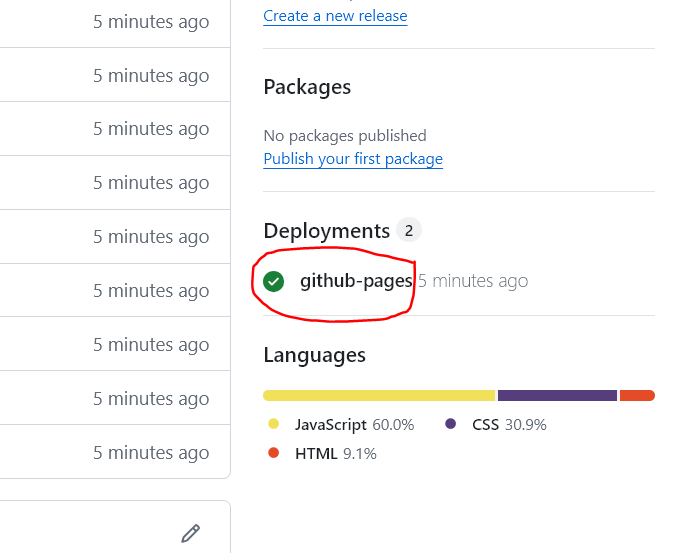 5 minutes ago
5 minutes ago
5 minutes ago
5 minutes ago
5 minutes ago
5 minutes ago
5 minutes ago
5 minutes ago
5 minutes ago
Create a new release
Packages
No packages published
Publish your first package
Deployments 2
github-pages 5 minutes ago
Languages
JavaScript 60.0% CSS 30.9%
HTML 9.1%